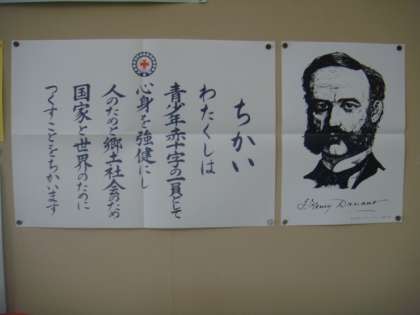 ちかい
わたくしは
青少年赤十字の一員として
心身を強健にし
人のためと郷土社会のため
国家と世界のために
つくすことをちかいます
Henry Dunant